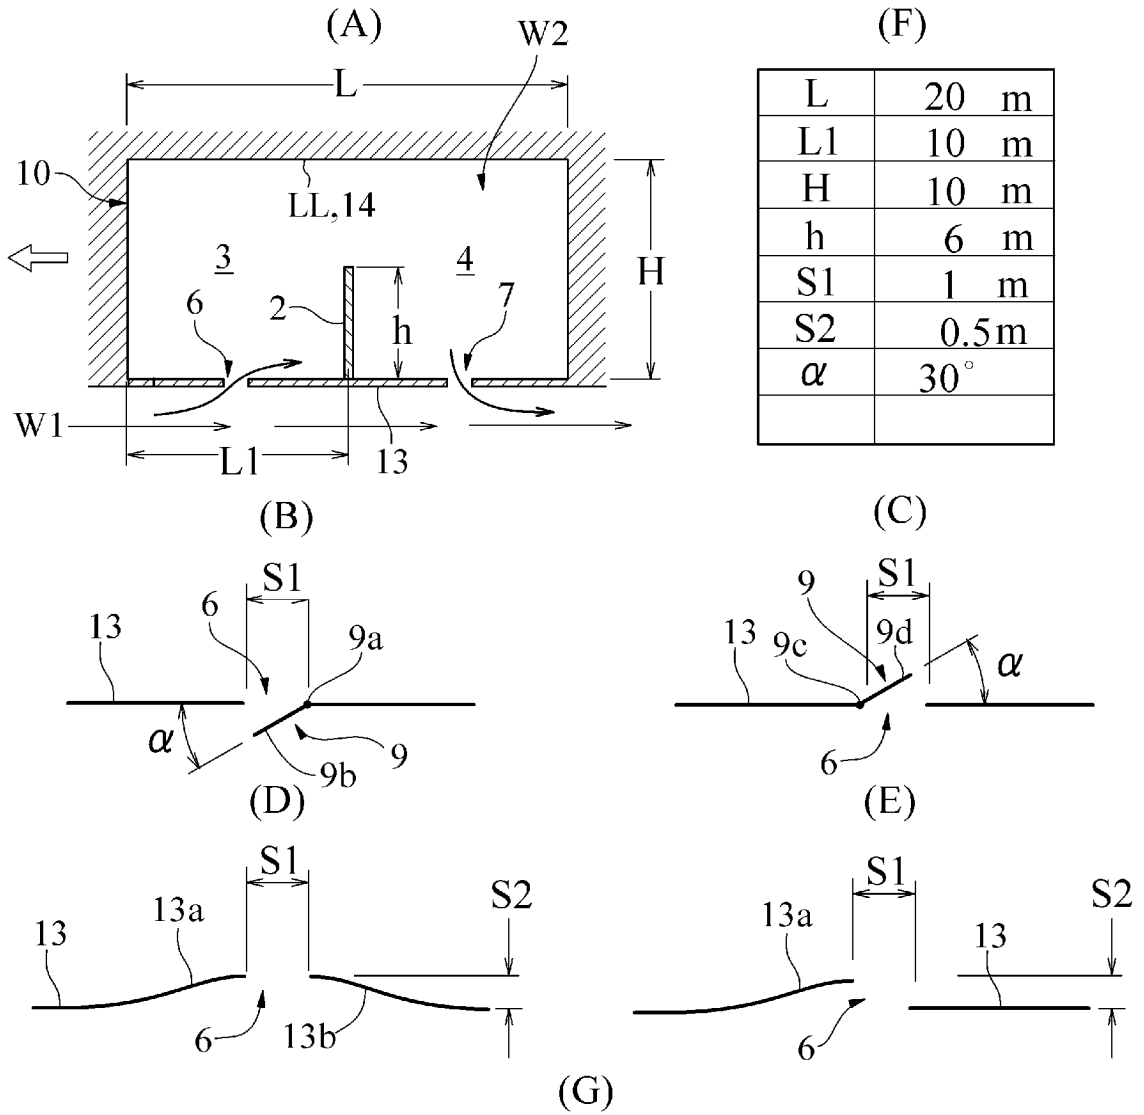 (A)
W2
L
10
LL,14
3
4
H
6
2
h
7
W1
L1
13
(F)
L 20 m
L1 10 m
H 10 m
h 6 m
S1 1 m
S2 0.5m
α 30°
(B)
S1
6
13
9a
α
9b
9
(C)
S1
9
13
9c
9d
α
6
(D)
S1
S2
13a
13
6
13b
(E)
S1
S2
13a
13
6
(G)